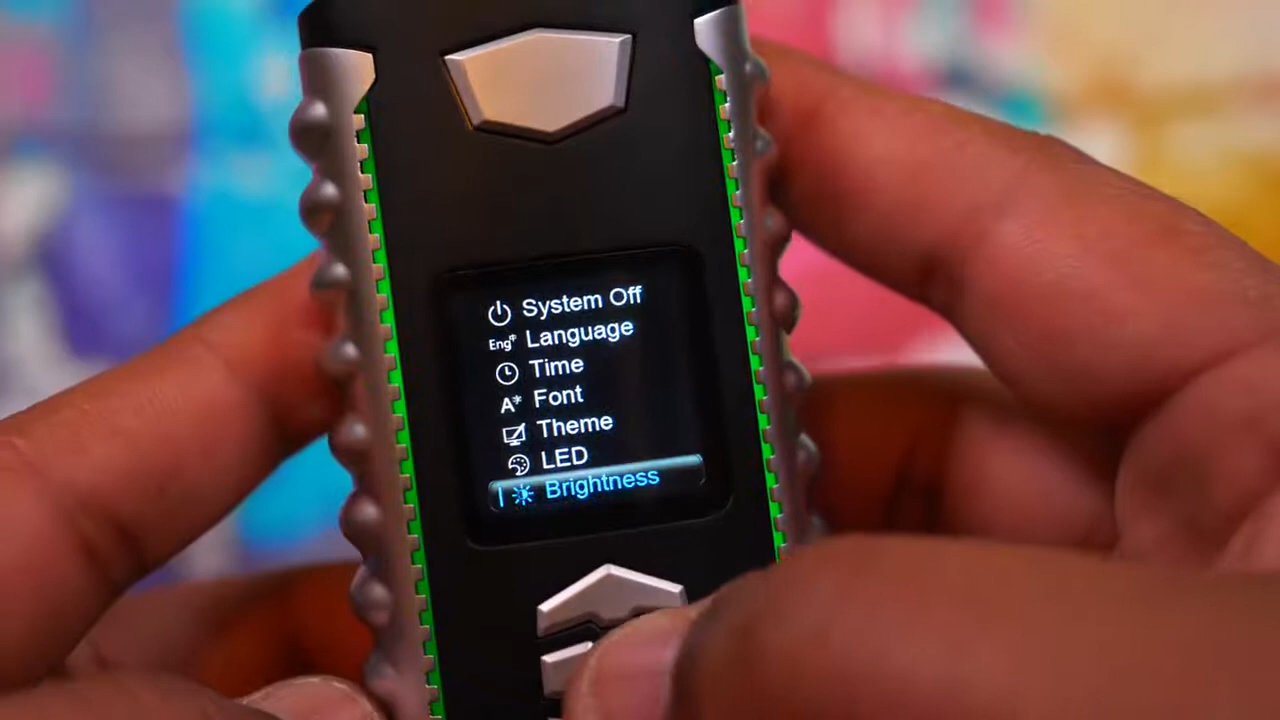 System Off
Eng Language
Time
A* Font
Theme
LED
Brightness